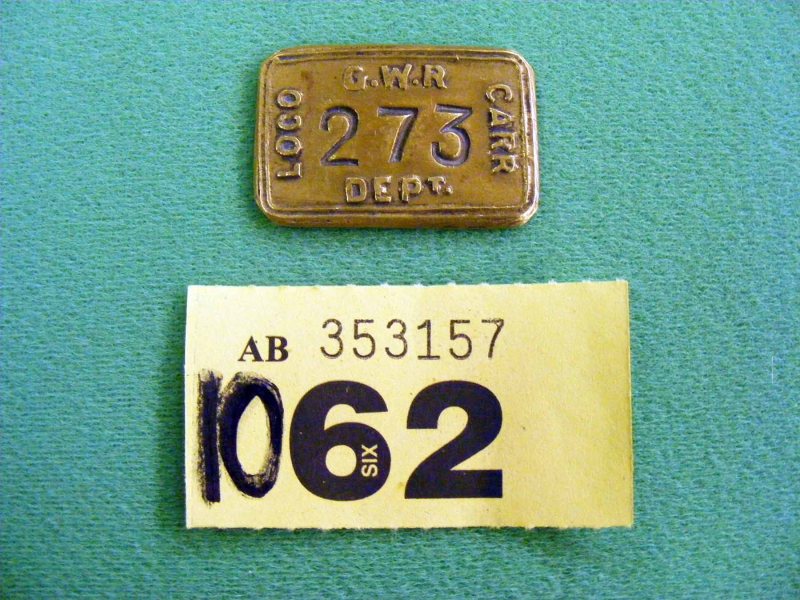 G.W.R
LOCO 273 CARR
DEPT.
AB 353157
1062
SIX